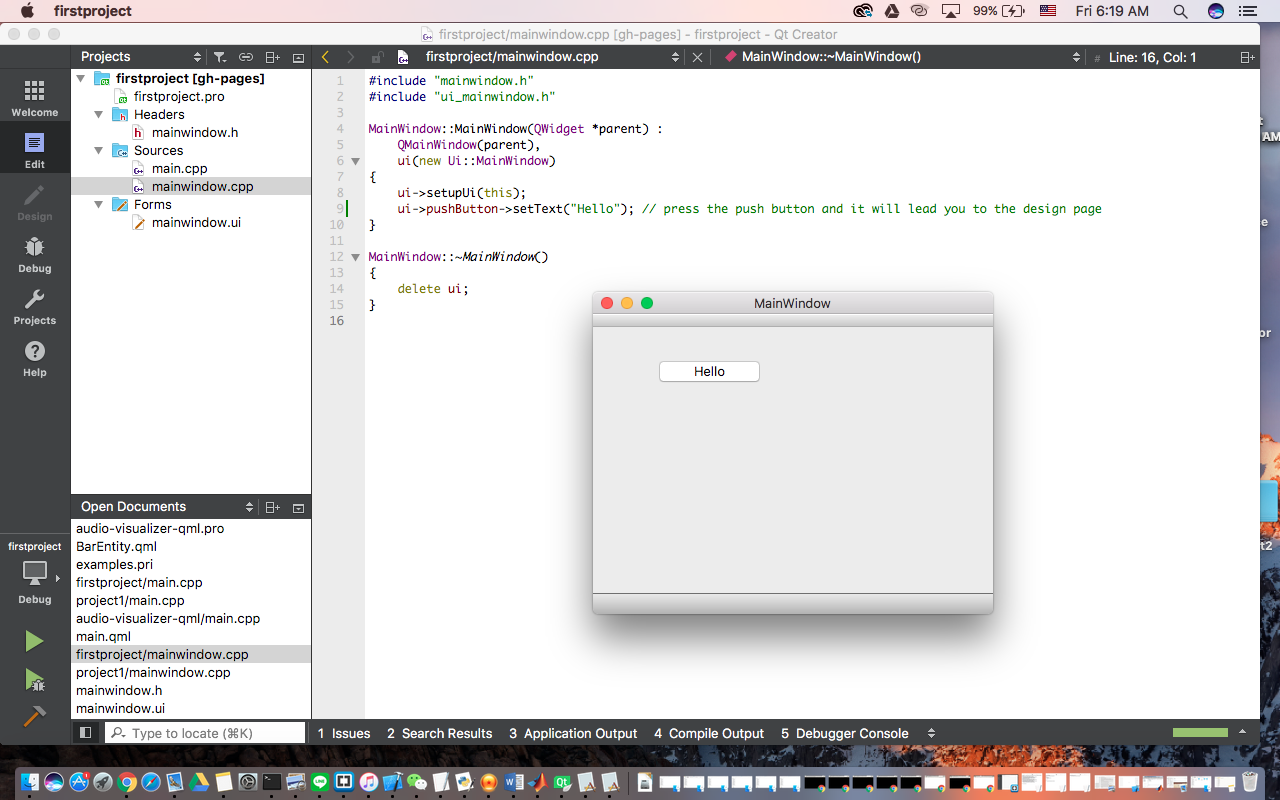 firstproject
99%
Fri 6:19 AM
firstproject/mainwindow.cpp [gh-pages] - firstproject - Qt Creator
Projects
firstproject/mainwindow.cpp
MainWindow::~MainWindow()
# Line: 16, Col: 1
Welcome
Edit
Design
Debug
Projects
Help
firstproject
Debug
firstproject [gh-pages]
firstproject.pro
Headers
mainwindow.h
Sources
main.cpp
mainwindow.cpp
Forms
mainwindow.ui
Open Documents
audio-visualizer-qml.pro
BarEntity.qml
examples.pri
firstproject/main.cpp
project1/main.cpp
audio-visualizer-qml/main.cpp
main.qml
firstproject/mainwindow.cpp
project1/mainwindow.cpp
mainwindow.h
mainwindow.ui
1 #include "mainwindow.h"
2 #include "ui_mainwindow.h"
3
4 MainWindow::MainWindow(QWidget *parent) :
5 QMainWindow(parent),
6 ui(new Ui::MainWindow)
7 {
8 ui->setupUi(this);
9 ui->pushButton->setText("Hello"); // press the push button and it will lead you to the design page
10 }
11
12 MainWindow::~MainWindow()
13 {
14 delete ui;
15 }
16
MainWindow
Hello
Type to locate (⌘K)
1 Issues
2 Search Results
3 Application Output
4 Compile Output
5 Debugger Console
AM
t2